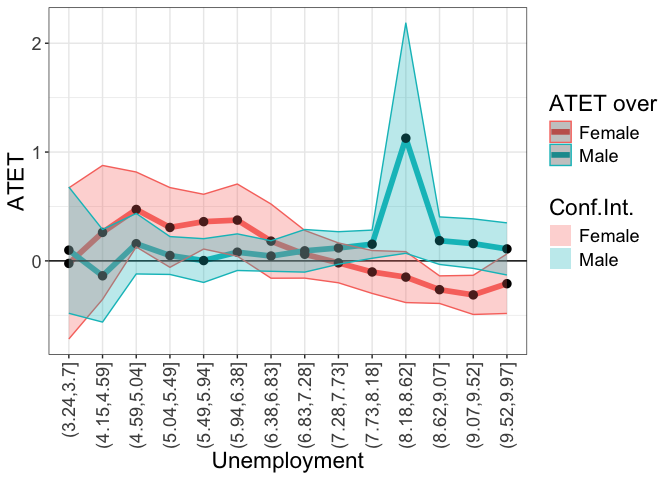 2
1
0
ATET
(3.24,3.7]
(4.15,4.59]
(4.59,5.04]
(5.04,5.49]
(5.49,5.94]
(5.94,6.38]
(6.38,6.83]
(6.83,7.28]
(7.28,7.73]
(7.73,8.18]
(8.18,8.62]
(8.62,9.07]
(9.07,9.52]
(9.52,9.97]
Unemployment
ATET over
Female
Male
Conf.Int.
Female
Male